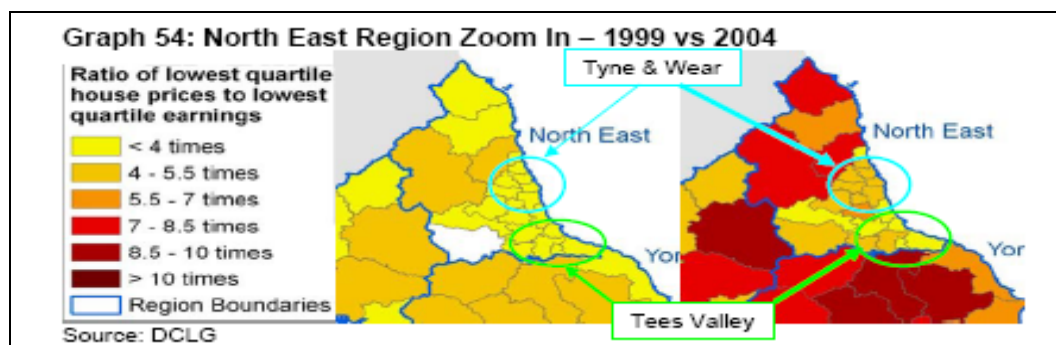 Graph 54: North East Region Zoom In – 1999 vs 2004
Ratio of lowest quartile
house prices to lowest
quartile earnings
< 4 times
4 - 5.5 times
5.5 - 7 times
7 - 8.5 times
8.5 - 10 times
> 10 times
Region Boundaries
Source: DCLG
Tyne & Wear
North East
North East
Yor
Yor
Tees Valley